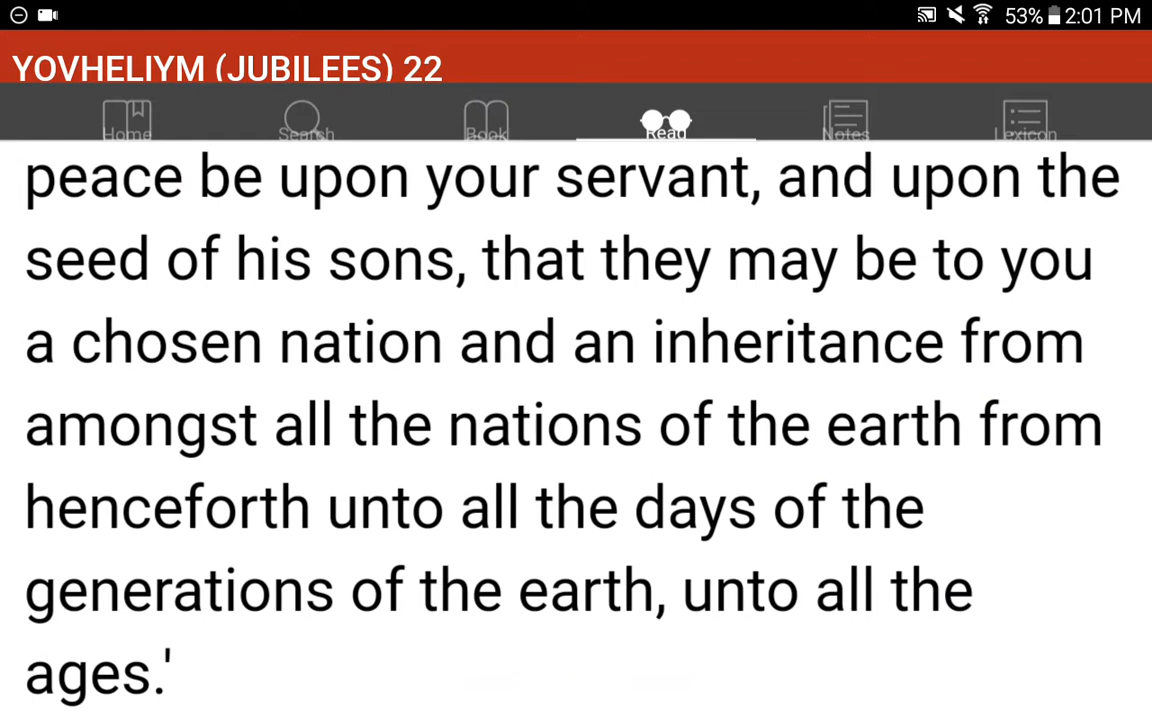 53% 2:01 PM
YOVHELIYM (JUBILEES) 22
Home Search Book Read Notes Lexicon
peace be upon your servant, and upon the
seed of his sons, that they may be to you
a chosen nation and an inheritance from
amongst all the nations of the earth from
henceforth unto all the days of the
generations of the earth, unto all the
ages.'